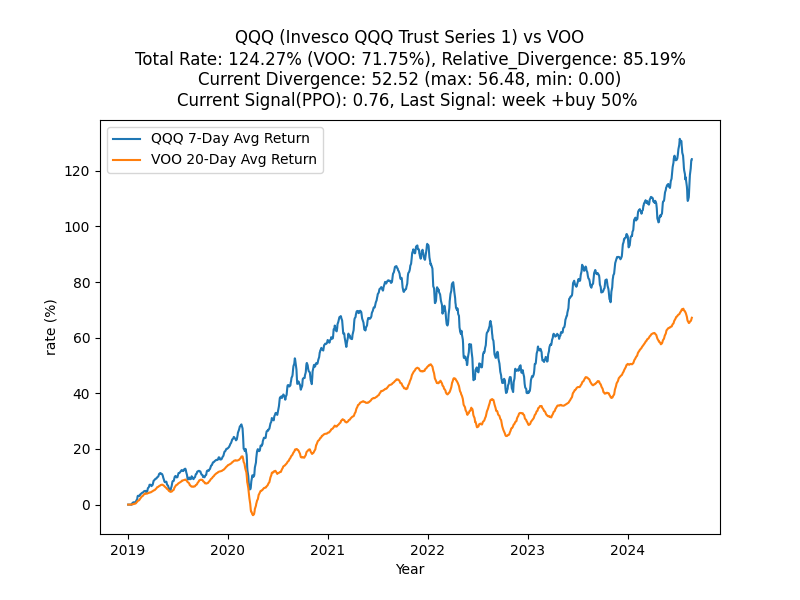 QQQ (Invesco QQQ Trust Series 1) vs VOO
Total Rate: 124.27% (VOO: 71.75%), Relative_Divergence: 85.19%
Current Divergence: 52.52 (max: 56.48, min: 0.00)
Current Signal(PPO): 0.76, Last Signal: week +buy 50%
QQQ 7-Day Avg Return
VOO 20-Day Avg Return
120
100
80
60
40
20
0
rate (%)
2019 2020 2021 2022 2023 2024
Year